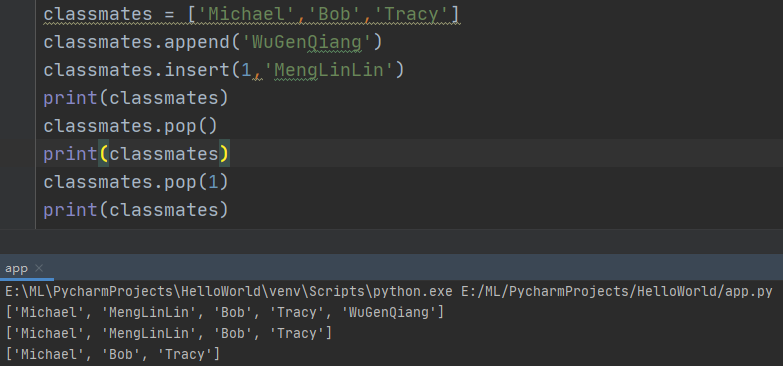 classmates = ['Michael','Bob','Tracy']
classmates.append('WuGenQiang')
classmates.insert(1,'MengLinLin')
print(classmates)
classmates.pop()
print(classmates)
classmates.pop(1)
print(classmates)
app ×
E:\ML\PycharmProjects\HelloWorld\venv\Scripts\python.exe E:/ML/PycharmProjects/HelloWorld/app.py
['Michael', 'MengLinLin', 'Bob', 'Tracy', 'WuGenQiang']
['Michael', 'MengLinLin', 'Bob', 'Tracy']
['Michael', 'Bob', 'Tracy']